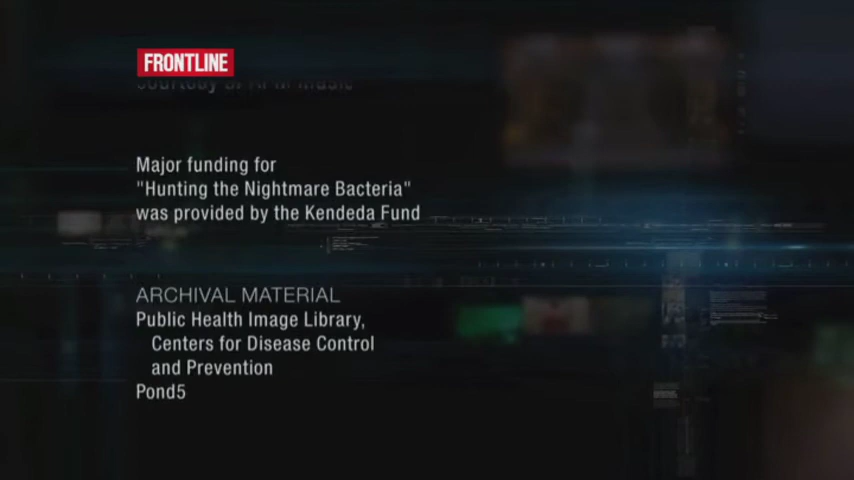 FRONTLINE
Major funding for
"Hunting the Nightmare Bacteria"
was provided by the Kendeda Fund
ARCHIVAL MATERIAL
Public Health Image Library,
Centers for Disease Control
and Prevention
Pond5